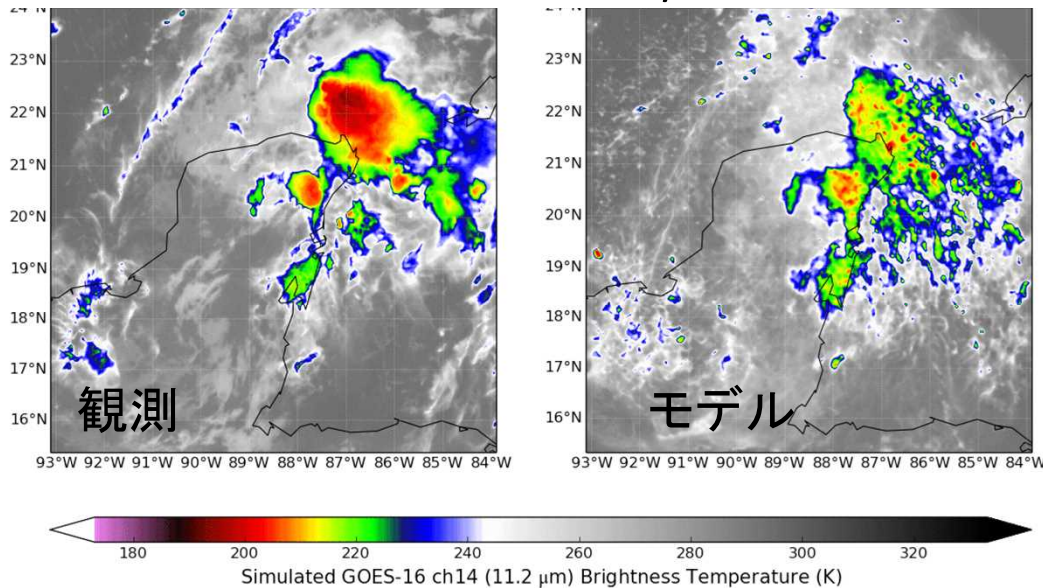 24°N
23°N
22°N
21°N
20°N
19°N
18°N
17°N
16°N
観測
93°W 92°W 91°W 90°W 89°W 88°W 87°W 86°W 85°W 84°W
24°N
23°N
22°N
21°N
20°N
19°N
18°N
17°N
16°N
モデル
93°W 92°W 91°W 90°W 89°W 88°W 87°W 86°W 85°W 84°W
180 200 220 240 260 280 300 320
Simulated GOES-16 ch14 (11.2 μm) Brightness Temperature (K)